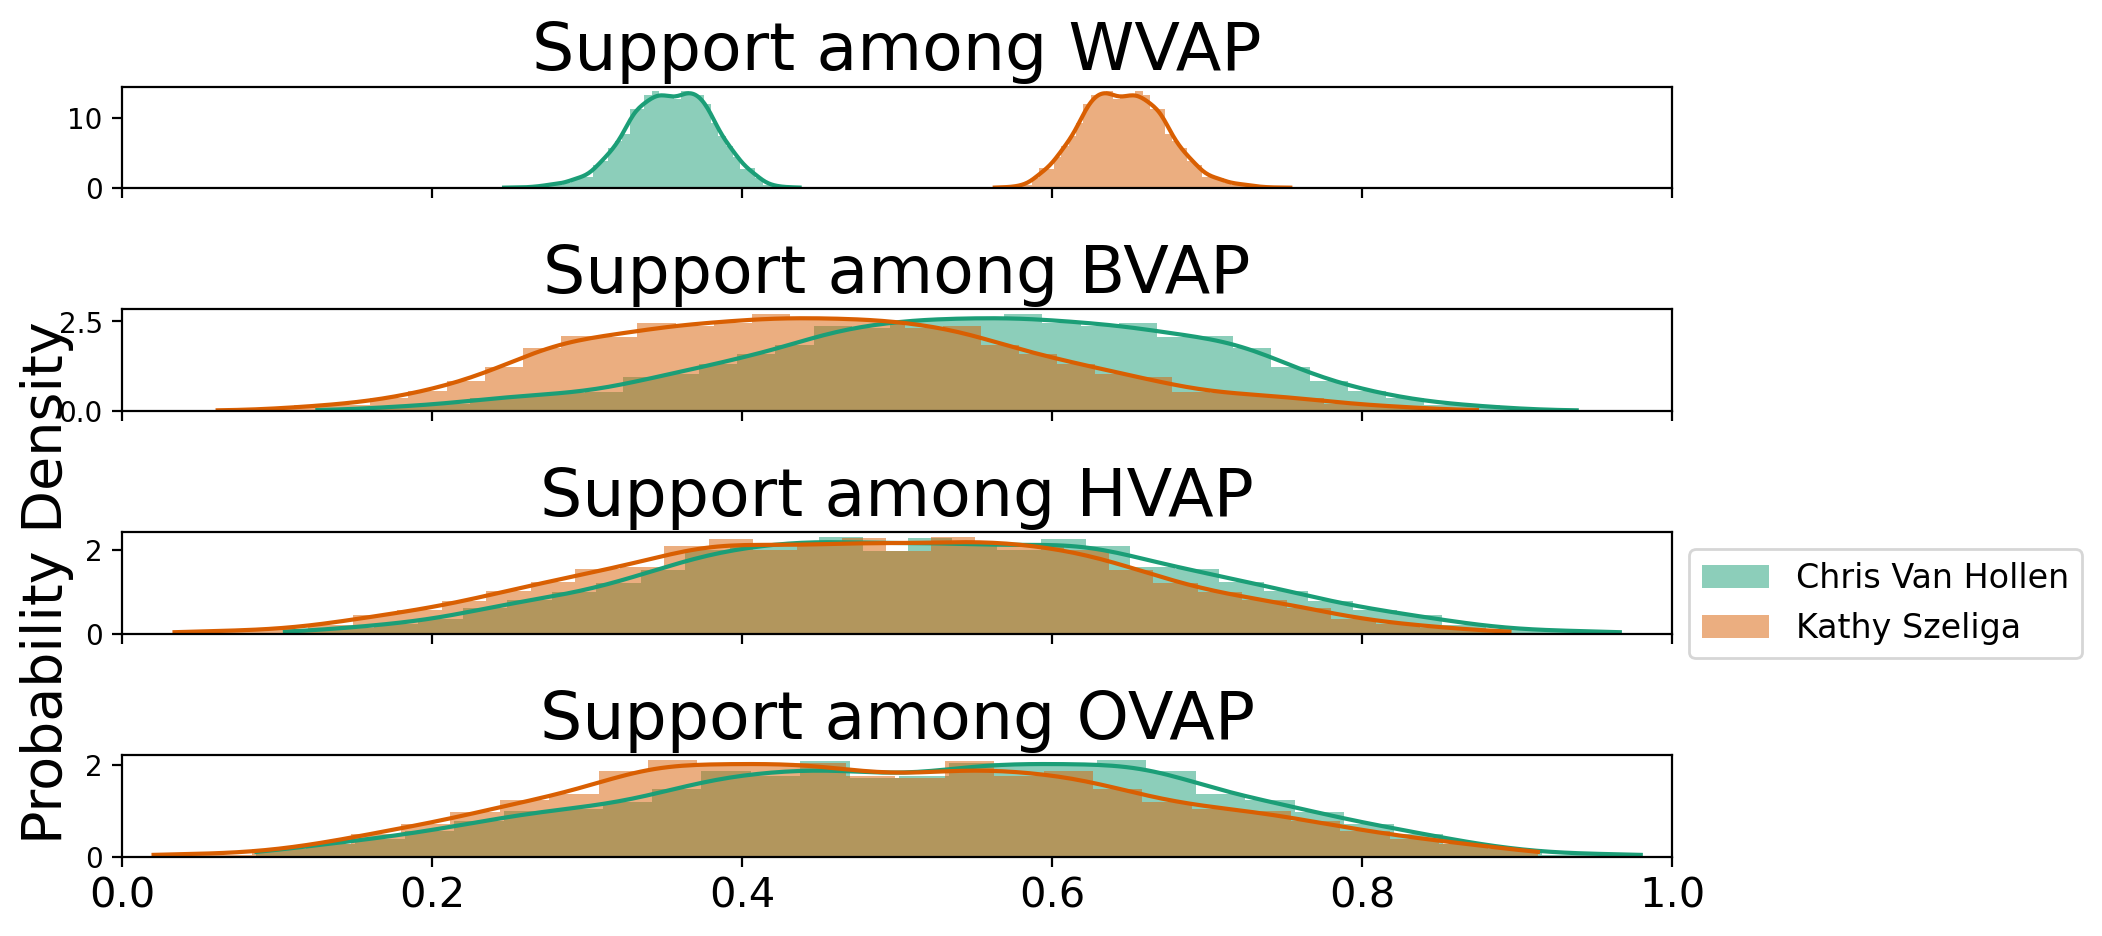 Support among WVAP
10
0
Support among BVAP
2.5
0.0
Support among HVAP
2
0
Support among OVAP
2
0
0.0 0.2 0.4 0.6 0.8 1.0
Probability Density
Chris Van Hollen
Kathy Szeliga